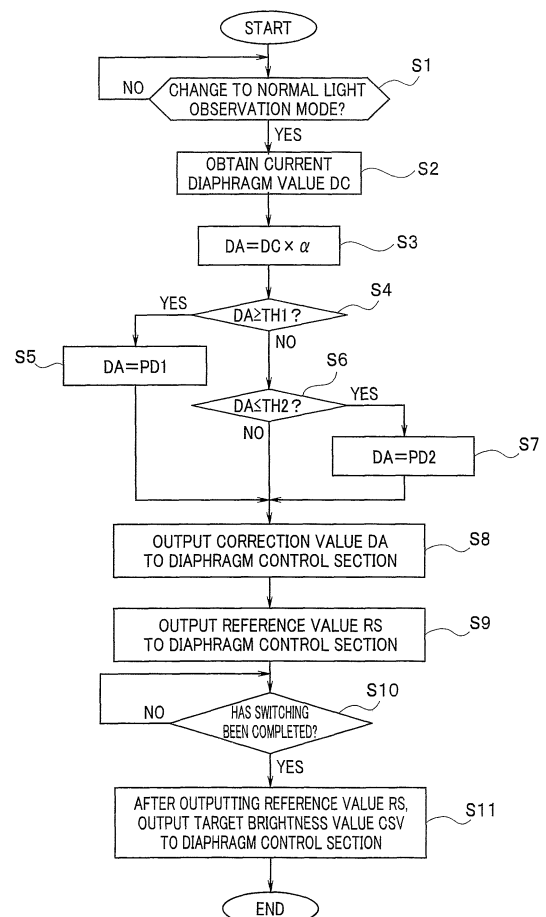 START
S1
NO
CHANGE TO NORMAL LIGHT
OBSERVATION MODE?
YES
OBTAIN CURRENT
DIAPHRAGM VALUE DC
S2
DA=DC×α
S3
S4
YES
DA≥TH1?
NO
S5
DA=PD1
S6
DA≤TH2?
YES
NO
DA=PD2
S7
OUTPUT CORRECTION VALUE DA
TO DIAPHRAGM CONTROL SECTION
S8
OUTPUT REFERENCE VALUE RS
TO DIAPHRAGM CONTROL SECTION
S9
S10
NO
HAS SWITCHING
BEEN COMPLETED?
YES
AFTER OUTPUTTING REFERENCE VALUE RS,
OUTPUT TARGET BRIGHTNESS VALUE CSV
TO DIAPHRAGM CONTROL SECTION
S11
END